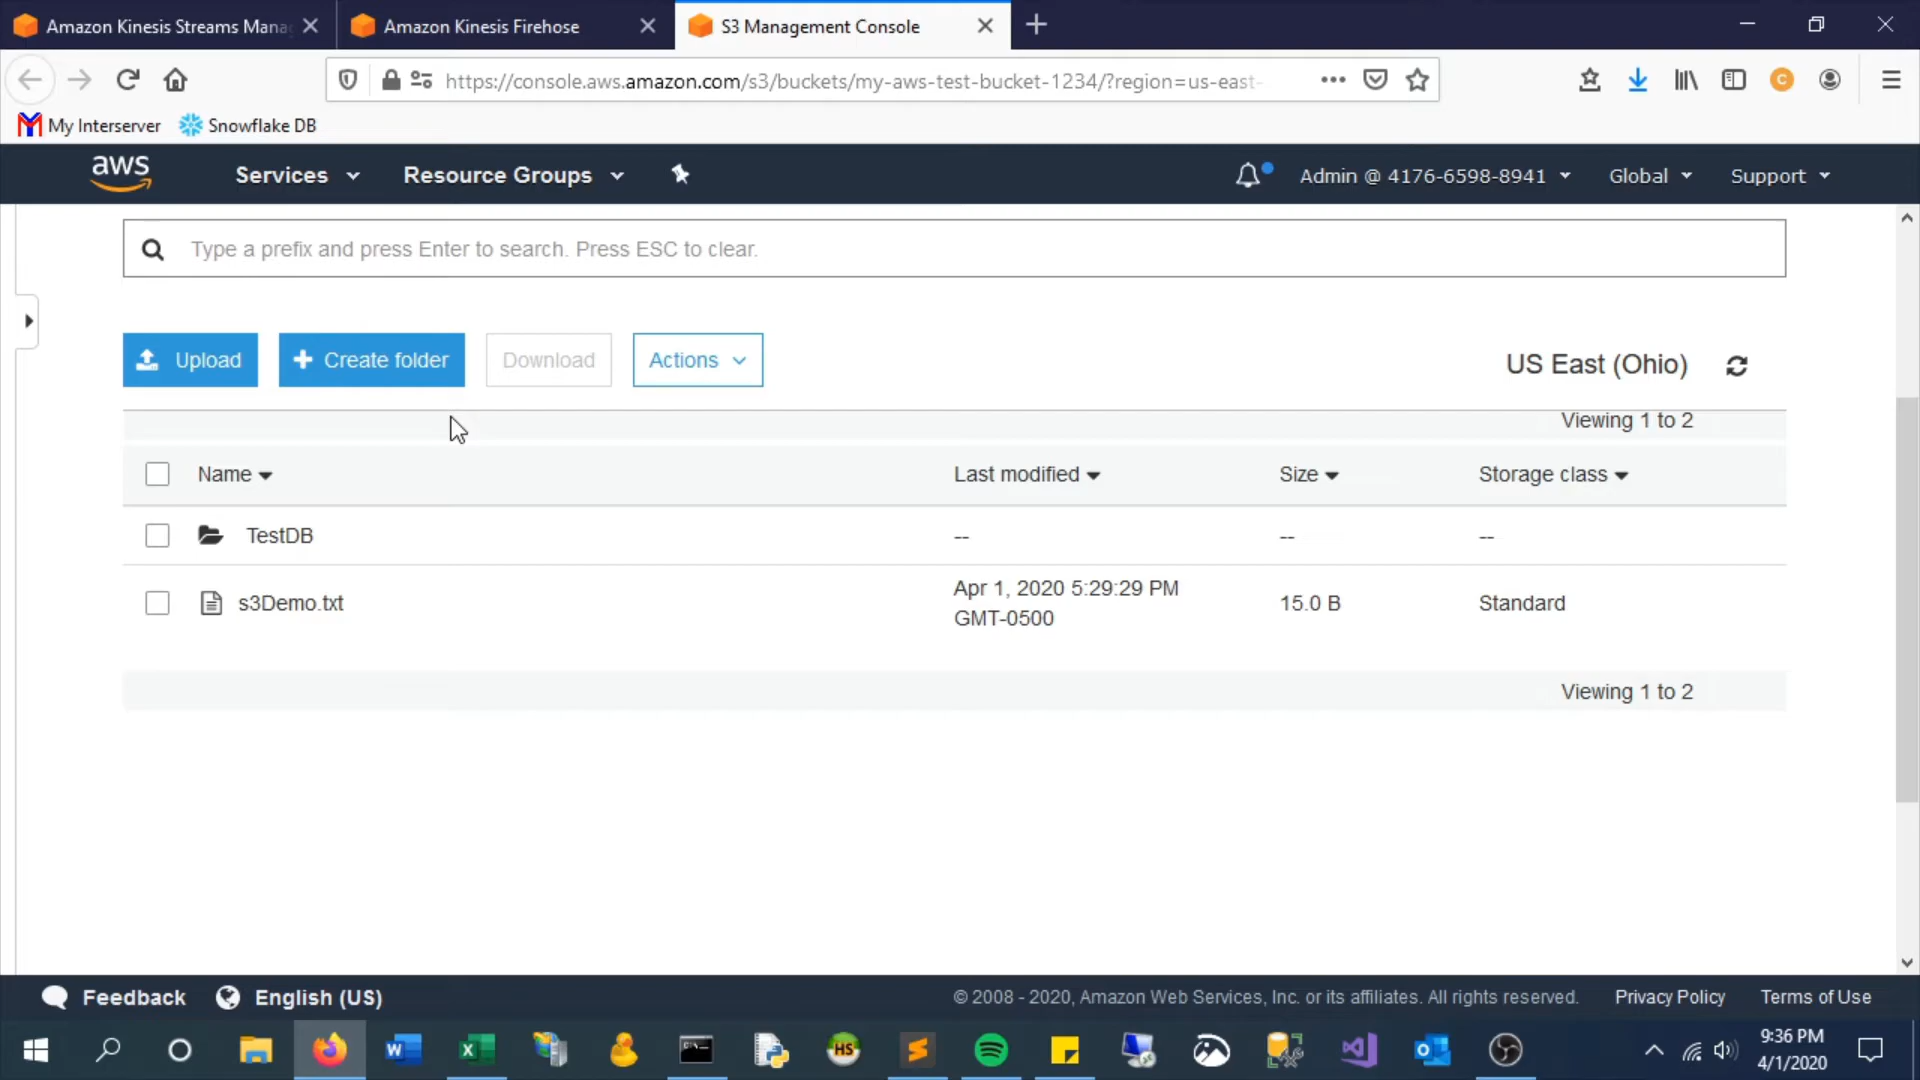 Amazon Kinesis Streams Mana
Amazon Kinesis Firehose
S3 Management Console
https://console.aws.amazon.com/s3/buckets/my-aws-test-bucket-1234/?region=us-east-
C
My Interserver
Snowflake DB
aws
Services
Resource Groups
Admin @ 4176-6598-8941
Global
Support
Type a prefix and press Enter to search. Press ESC to clear.
Upload
Create folder
Download
Actions
US East (Ohio)
Viewing 1 to 2
Name
Last modified
Size
Storage class
TestDB
--
--
--
s3Demo.txt
Apr 1, 2020 5:29:29 PM
GMT-0500
15.0 B
Standard
Viewing 1 to 2
Feedback
English (US)
© 2008 - 2020, Amazon Web Services, Inc. or its affiliates. All rights reserved.
Privacy Policy
Terms of Use
HS
9:36 PM
4/1/2020